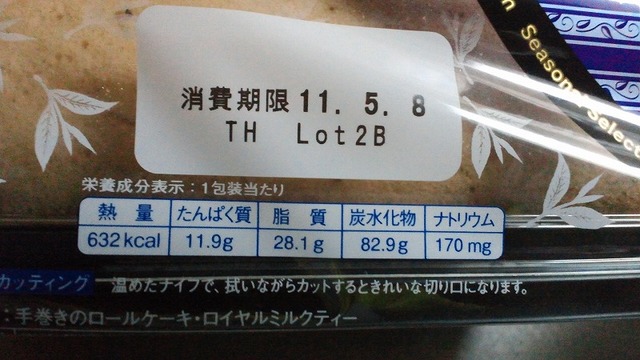 Seasonal Select
消費期限 11. 5. 8
TH Lot2B
栄養成分表示：1包装当たり
熱量 たんぱく質 脂質 炭水化物 ナトリウム
632kcal 11.9g 28.1g 82.9g 170mg
カッティング 温めたナイフで、拭いながらカットするときれいな切り口になります。
：手巻きのロールケーキ・ロイヤルミルクティー